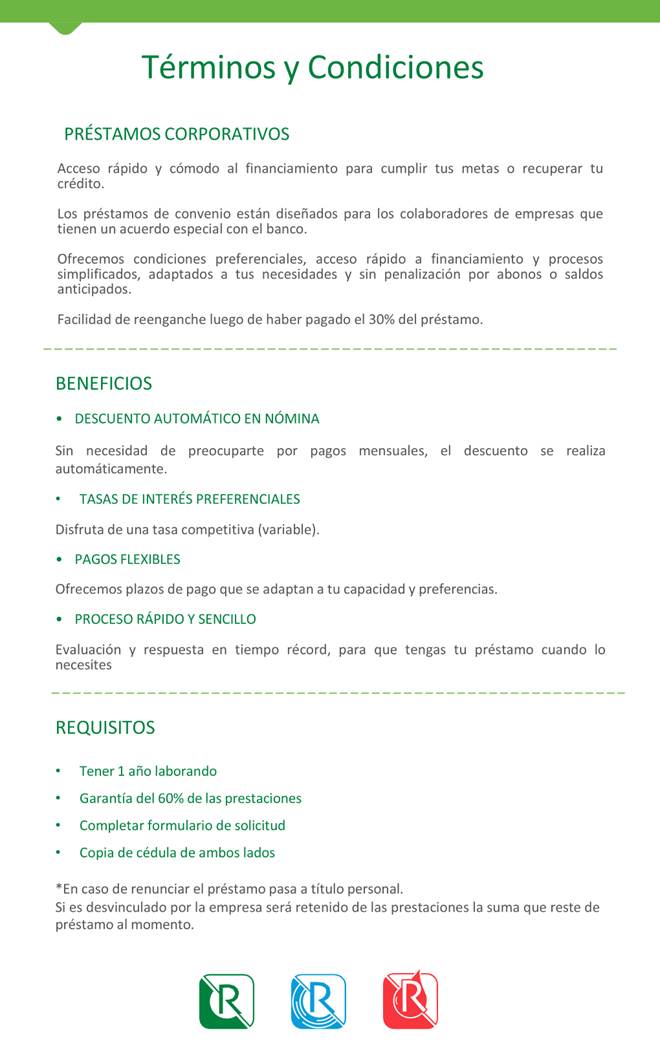 Términos y Condiciones
PRÉSTAMOS CORPORATIVOS
Acceso rápido y cómodo al financiamiento para cumplir tus metas o recuperar tu
crédito.
Los préstamos de convenio están diseñados para los colaboradores de empresas que
tienen un acuerdo especial con el banco.
Ofrecemos condiciones preferenciales, acceso rápido a financiamiento y procesos
simplificados, adaptados a tus necesidades y sin penalización por abonos o saldos
anticipados.
Facilidad de reenganche luego de haber pagado el 30% del préstamo.
BENEFICIOS
• DESCUENTO AUTOMÁTICO EN NÓMINA
Sin necesidad de preocuparte por pagos mensuales, el descuento se realiza
automáticamente.
• TASAS DE INTERÉS PREFERENCIALES
Disfruta de una tasa competitiva (variable).
• PAGOS FLEXIBLES
Ofrecemos plazos de pago que se adaptan a tu capacidad y preferencias.
• PROCESO RÁPIDO Y SENCILLO
Evaluación y respuesta en tiempo récord, para que tengas tu préstamo cuando lo
necesites
REQUISITOS
• Tener 1 año laborando
• Garantía del 60% de las prestaciones
• Completar formulario de solicitud
• Copia de cédula de ambos lados
*En caso de renunciar el préstamo pasa a título personal.
Si es desvinculado por la empresa será retenido de las prestaciones la suma que reste de
préstamo al momento.
R R R